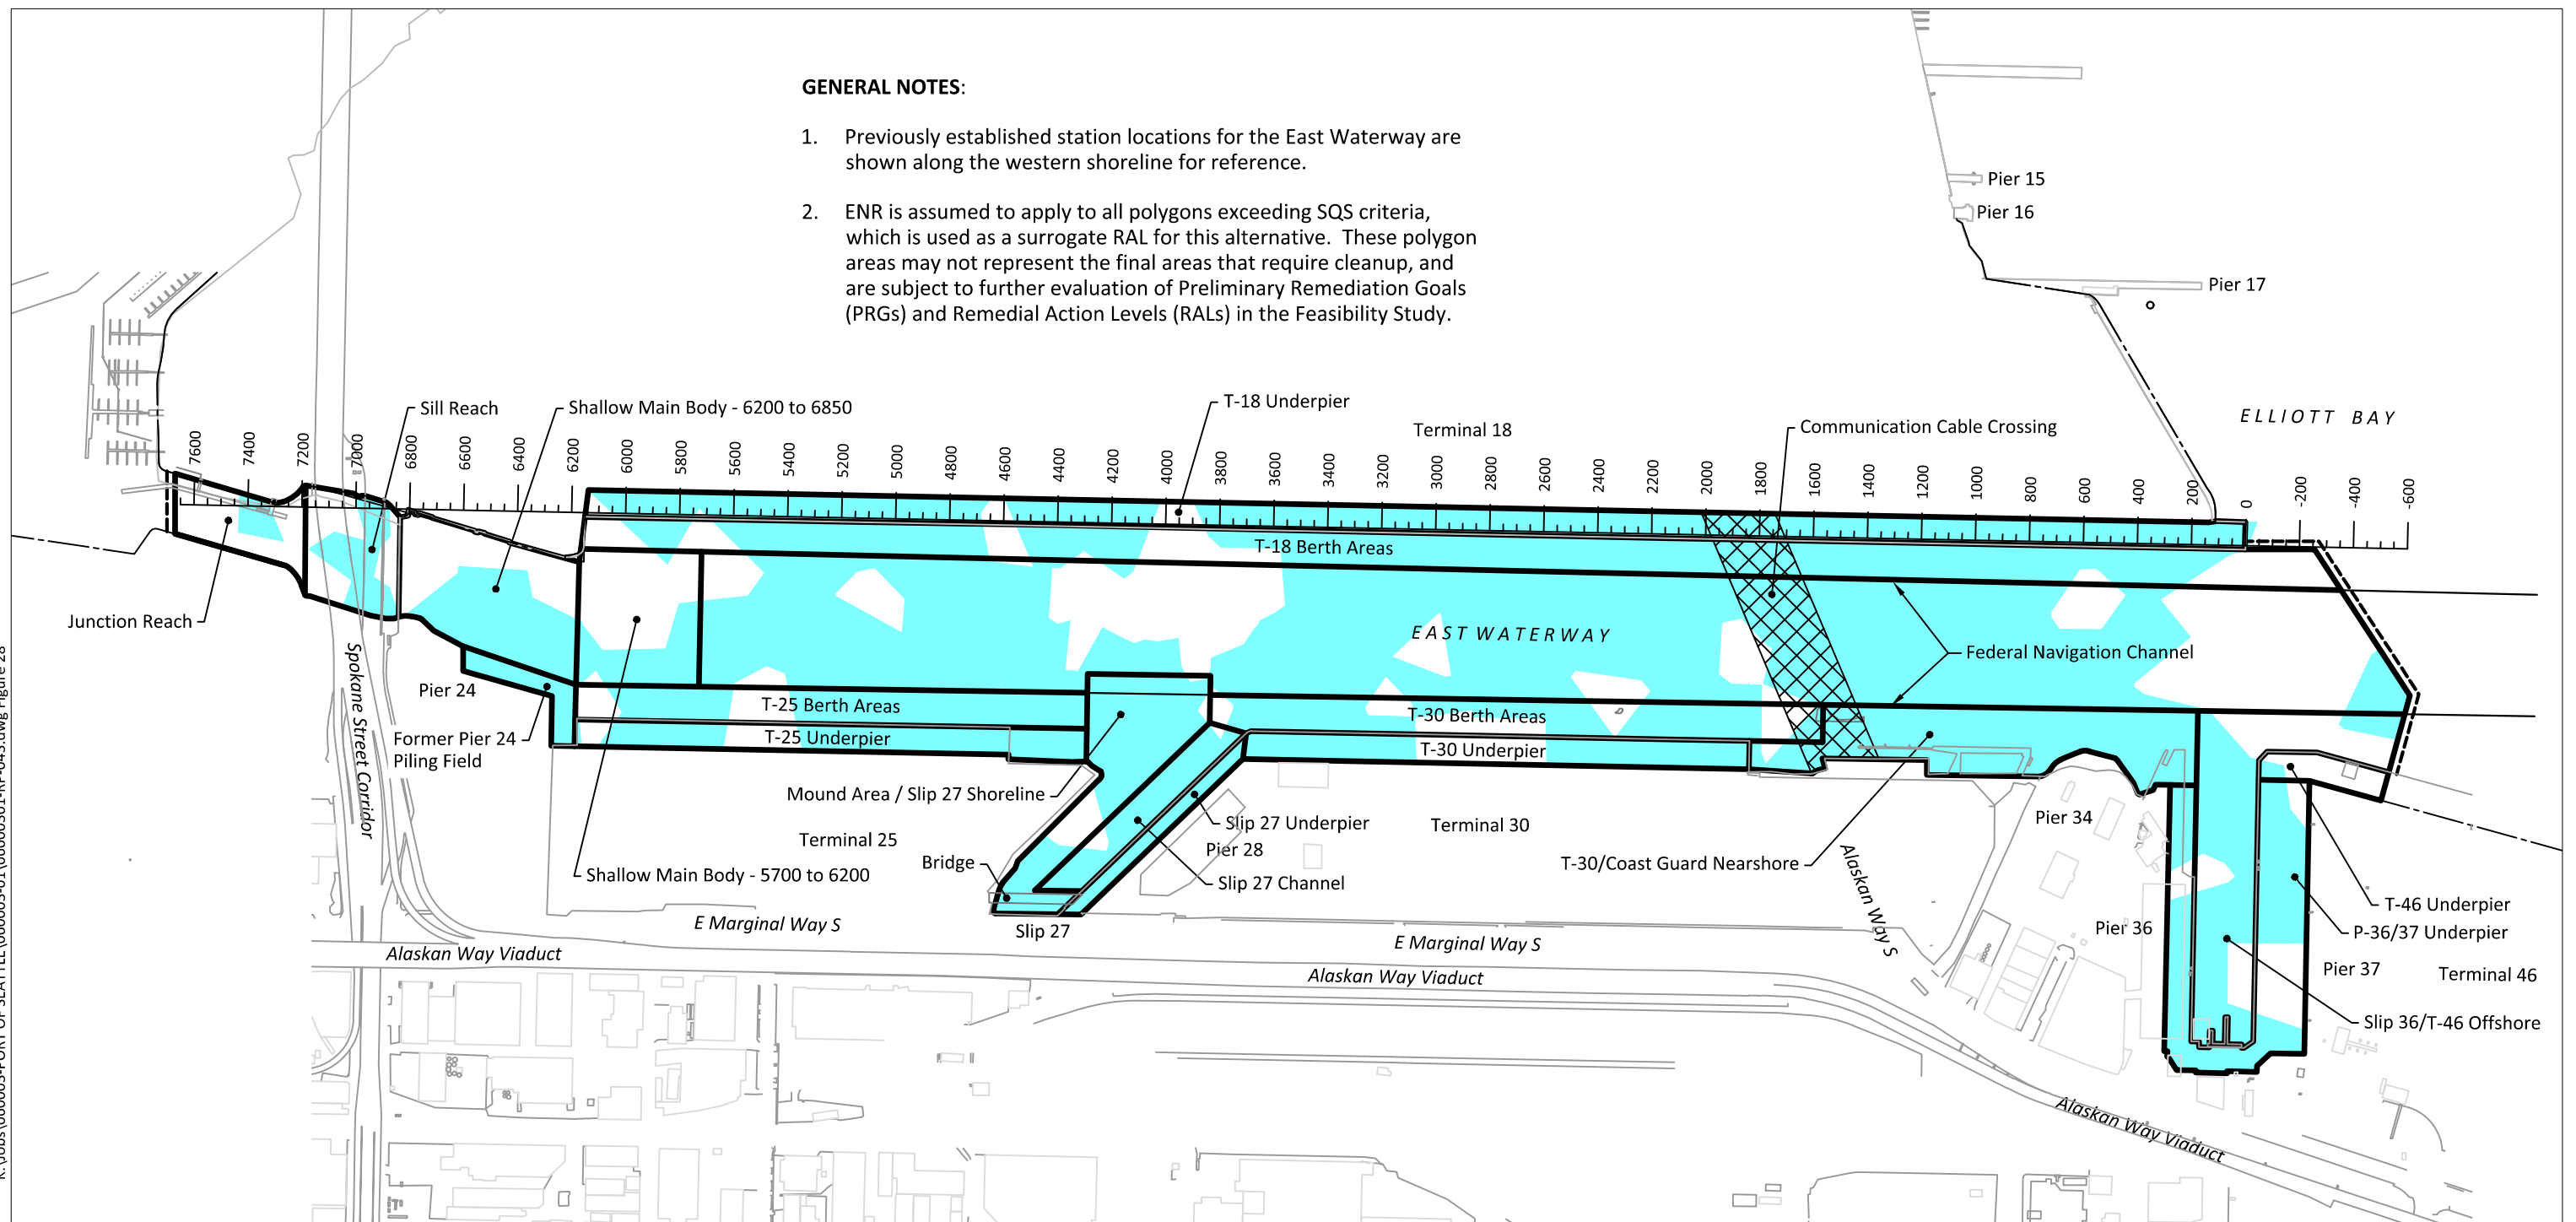 GENERAL NOTES:
1. Previously established station locations for the East Waterway are
shown along the western shoreline for reference.
2. ENR is assumed to apply to all polygons exceeding SQS criteria,
which is used as a surrogate RAL for this alternative. These polygon
areas may not represent the final areas that require cleanup, and
are subject to further evaluation of Preliminary Remediation Goals
(PRGs) and Remedial Action Levels (RALs) in the Feasibility Study.
Pier 15
Pier 16
Pier 17
ELLIOTT BAY
Sill Reach
Shallow Main Body - 6200 to 6850
T-18 Underpier
Terminal 18
Communication Cable Crossing
7600
7400
7200
7000
6800
6600
6400
6200
6000
5800
5600
5400
5200
5000
4800
4600
4400
4200
4000
3800
3600
3400
3200
3000
2800
2600
2400
2200
2000
1800
1600
1400
1200
1000
800
600
400
200
0
-200
-400
-600
T-18 Berth Areas
Junction Reach
EAST WATERWAY
Federal Navigation Channel
Spokane Street Corridor
Pier 24
T-25 Berth Areas
T-30 Berth Areas
Former Pier 24
Piling Field
T-25 Underpier
T-30 Underpier
Mound Area / Slip 27 Shoreline
Terminal 25
Slip 27 Underpier
Pier 28
Terminal 30
Pier 34
Bridge
Shallow Main Body - 5700 to 6200
Slip 27 Channel
T-30/Coast Guard Nearshore
Alaskan Way S
T-46 Underpier
E Marginal Way S
Slip 27
E Marginal Way S
Pier 36
P-36/37 Underpier
Alaskan Way Viaduct
Alaskan Way Viaduct
Pier 37
Terminal 46
Slip 36/T-46 Offshore
Alaskan Way Viaduct